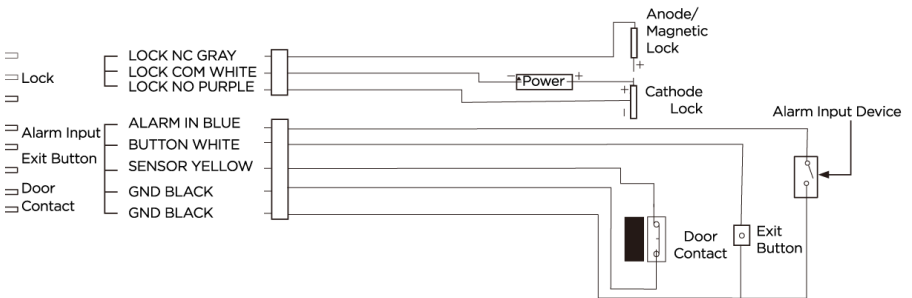 Anode/
Magnetic
Lock
LOCK NC GRAY
Lock
LOCK COM WHITE
LOCK NO PURPLE
- Power +
+
+
Cathode
Lock
-
Alarm Input Device
ALARM IN BLUE
Alarm Input
BUTTON WHITE
Exit Button
SENSOR YELLOW
Door
Contact
GND BLACK
GND BLACK
Door
Contact
Exit
Button